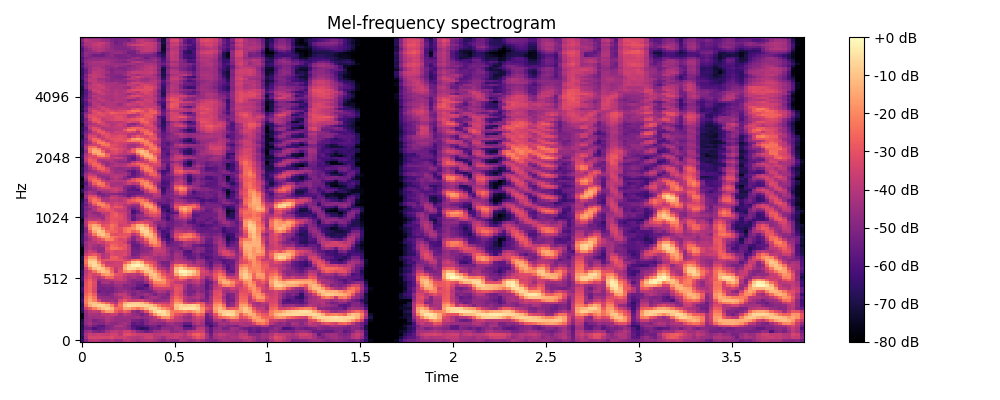 Mel-frequency spectrogram
Hz
4096
2048
1024
512
0
0
0.5
1
1.5
2
2.5
3
3.5
Time
+0 dB
-10 dB
-20 dB
-30 dB
-40 dB
-50 dB
-60 dB
-70 dB
-80 dB